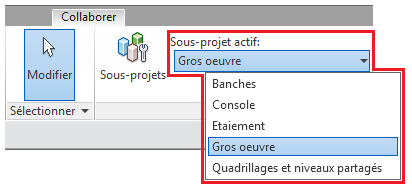 Collaborer
Sous-projet actif:
Gros oeuvre
Modifier
Sous-projets
Sélectionner
Banches
Console
Etaiement
Gros oeuvre
Quadrillages et niveaux partagés